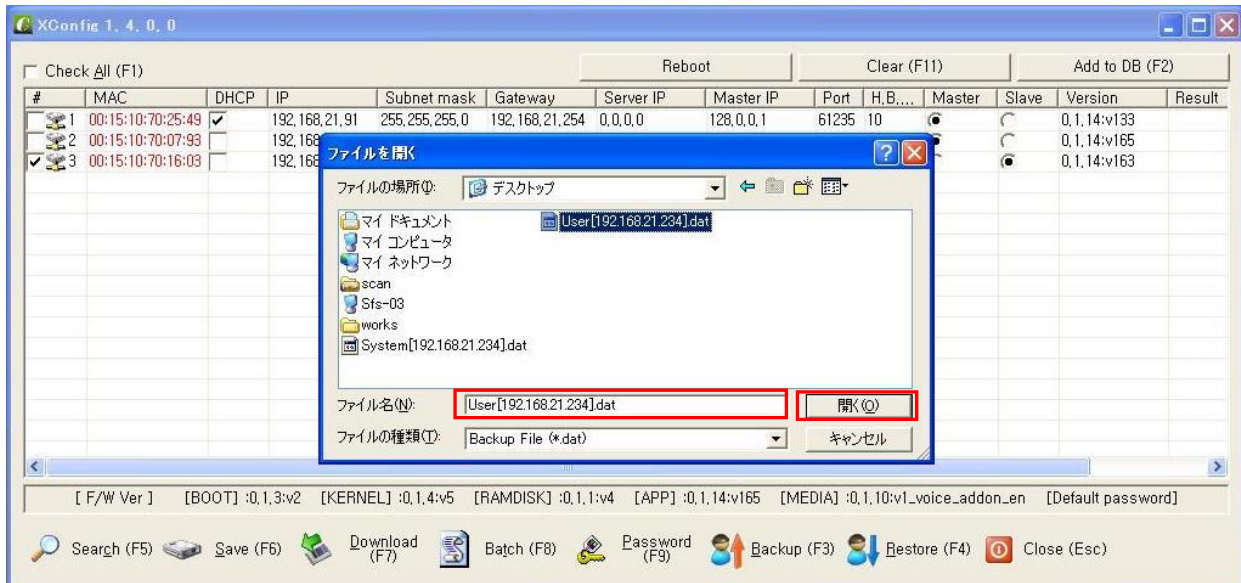 XConfig 1, 4, 0, 0
Check All (F1)
Reboot
Clear (F11)
Add to DB (F2)
# MAC DHCP IP Subnet mask Gateway Server IP Master IP Port H,B,... Master Slave Version Result
1 00:15:10:70:25:49 192,168,21,91 255,255,255,0 192,168,21,254 0,0,0,0 128,0,0,1 61235 10 0,1,14:v133
2 00:15:10:70:07:93 192,168 0,1,14:v165
3 00:15:10:70:16:03 192,168 0,1,14:v163
ファイルを開く
ファイルの場所(I): デスクトップ
マイ ドキュメント
マイ コンピュータ
マイ ネットワーク
scan
Sfs-03
works
System[192.168.21.234].dat
User[192.168.21.234].dat
ファイル名(N): User[192.168.21.234].dat 開く(O)
ファイルの種類(T): Backup File (*.dat) キャンセル
[ F/W Ver ] [BOOT] :0,1,3:v2 [KERNEL] :0,1,4:v5 [RAMDISK] :0,1,1:v4 [APP] :0,1,14:v165 [MEDIA] :0,1,10:v1_voice_addon_en [Default password]
Search (F5) Save (F6) Download (F7) Batch (F8) Password (F9) Backup (F3) Restore (F4) Close (Esc)